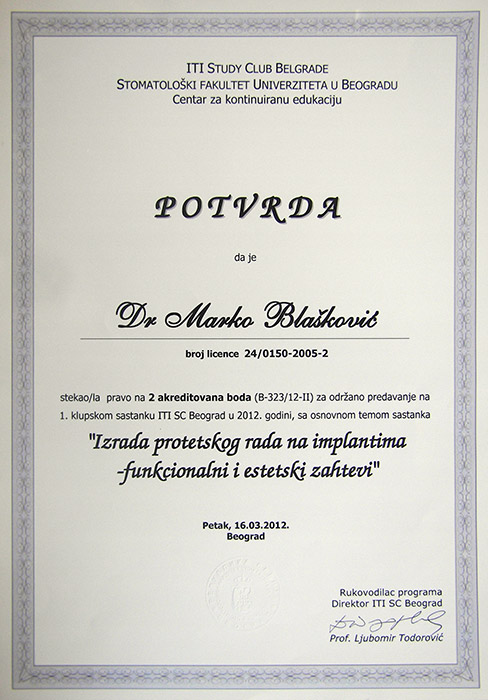 ITI STUDY CLUB BELGRADE
STOMATOLOŠKI FAKULTET UNIVERZITETA U BEOGRADU
Centar za kontinuiranu edukaciju
POTVRDA
da je
Dr Marko Blašković
broj licence 24/0150-2005-2
stekao/la pravo na 2 akreditovana boda (B-323/12-II) za održano predavanje na
1. klupskom sastanku ITI SC Beograd u 2012. godini, sa osnovnom temom sastanka
"Izrada protetskog rada na implantima
-funkcionalni i estetski zahtevi"
Petak, 16.03.2012.
Beograd
Rukovodilac programa
Direktor ITI SC Beograd
Prof. Ljubomir Todorović